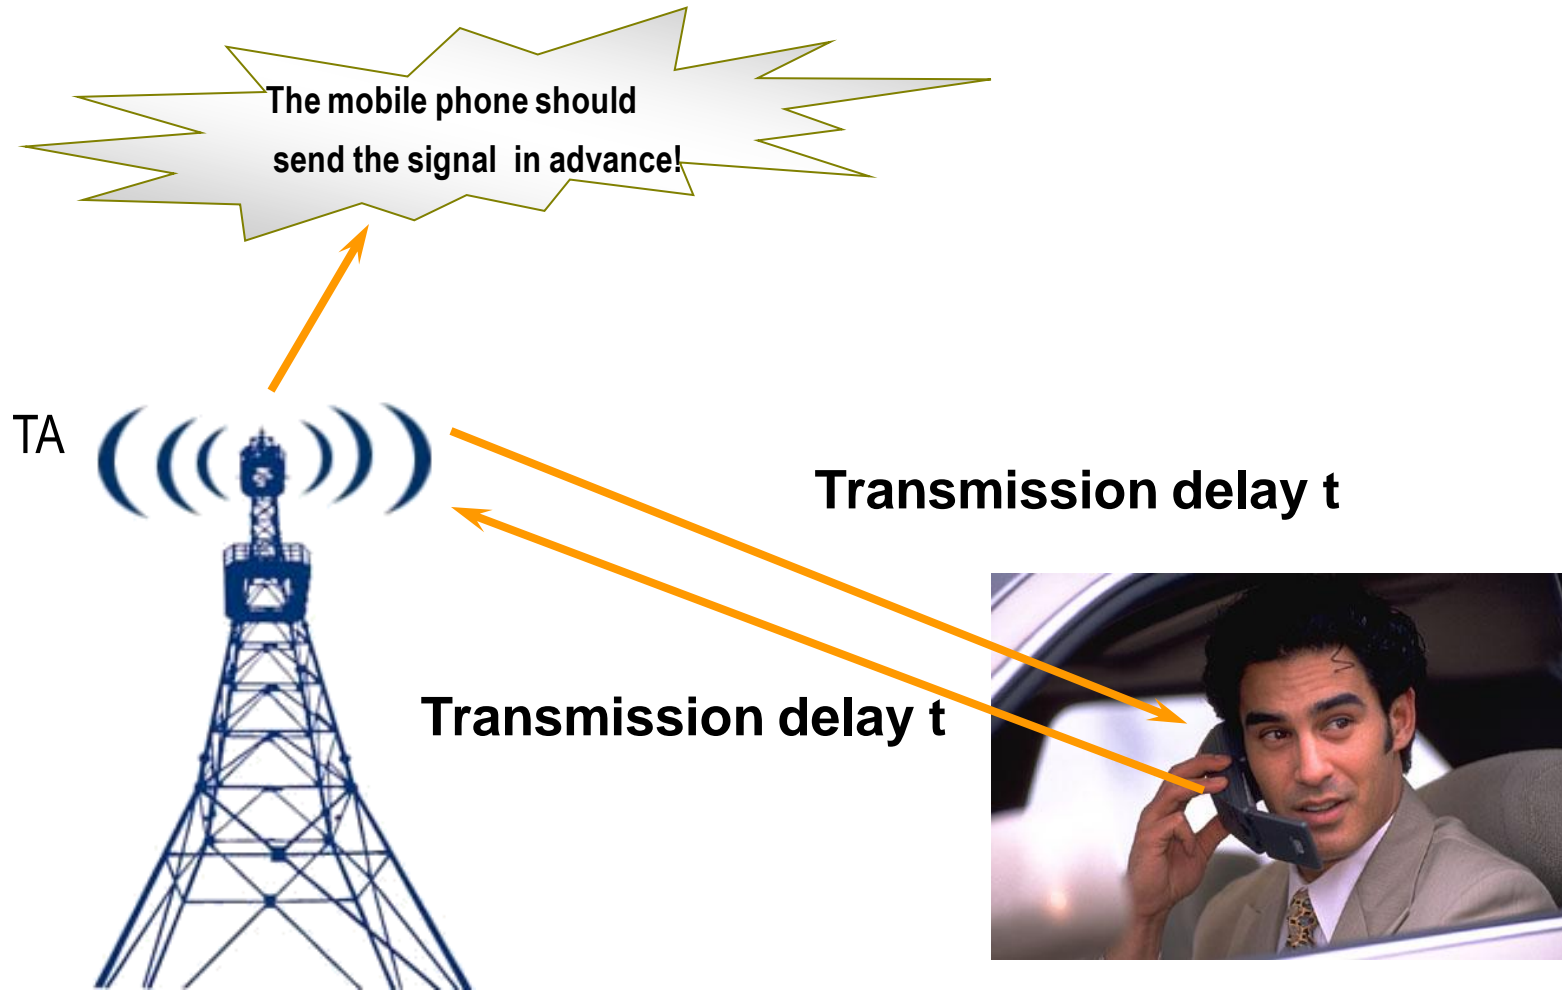 The mobile phone should
send the signal in advance!
TA
Transmission delay t
Transmission delay t